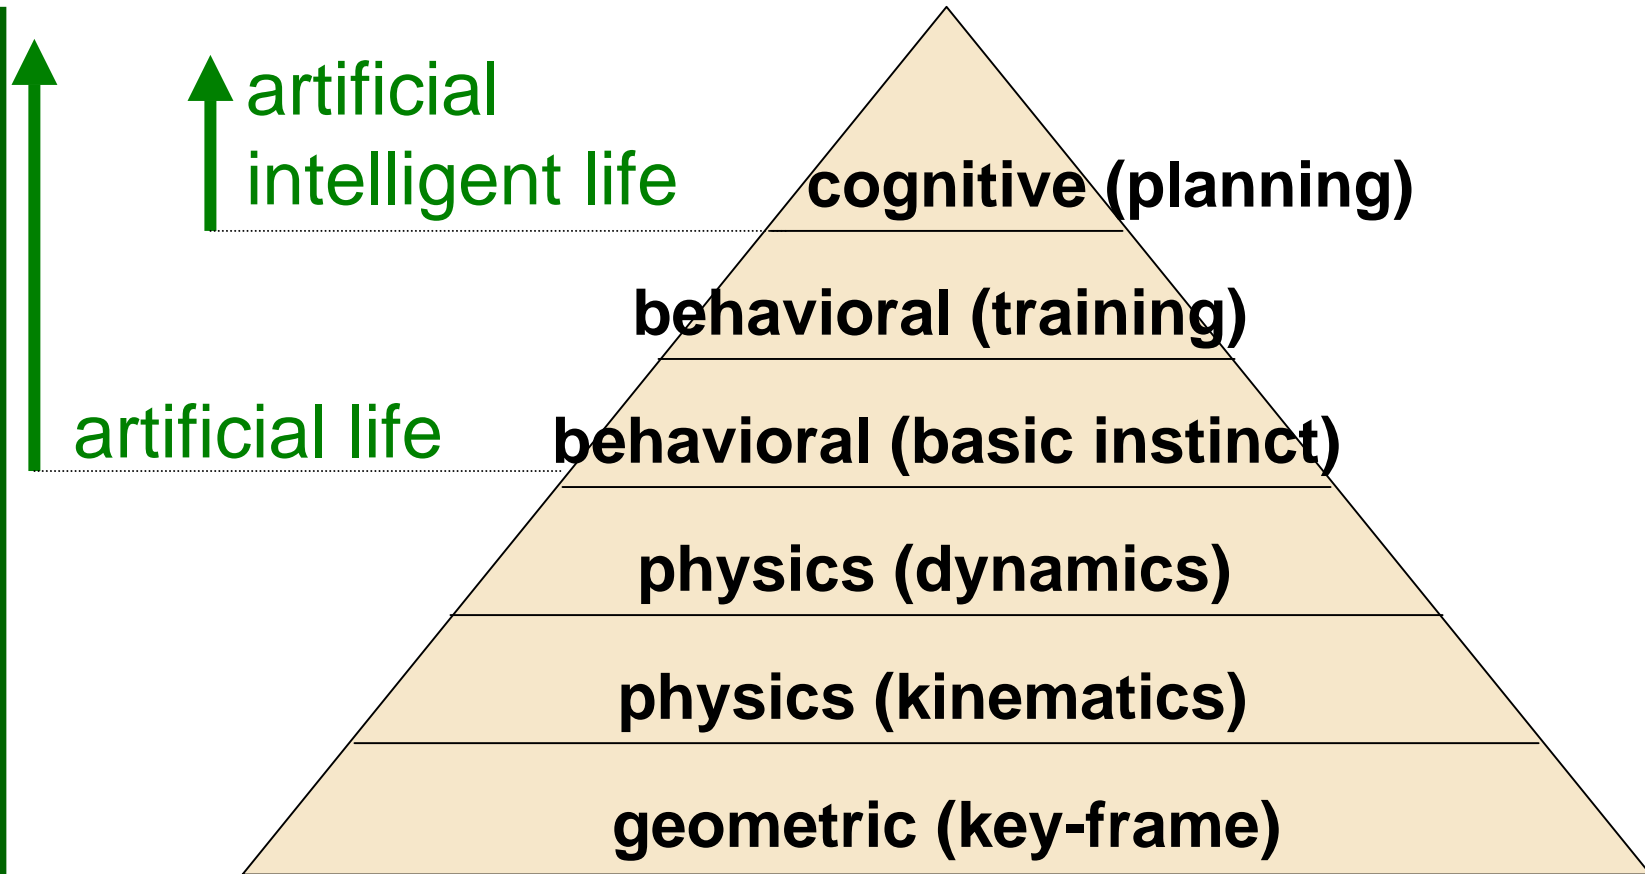 artificial
intelligent life
cognitive (planning)
behavioral (training)
artificial life
behavioral (basic instinct)
physics (dynamics)
physics (kinematics)
geometric (key-frame)